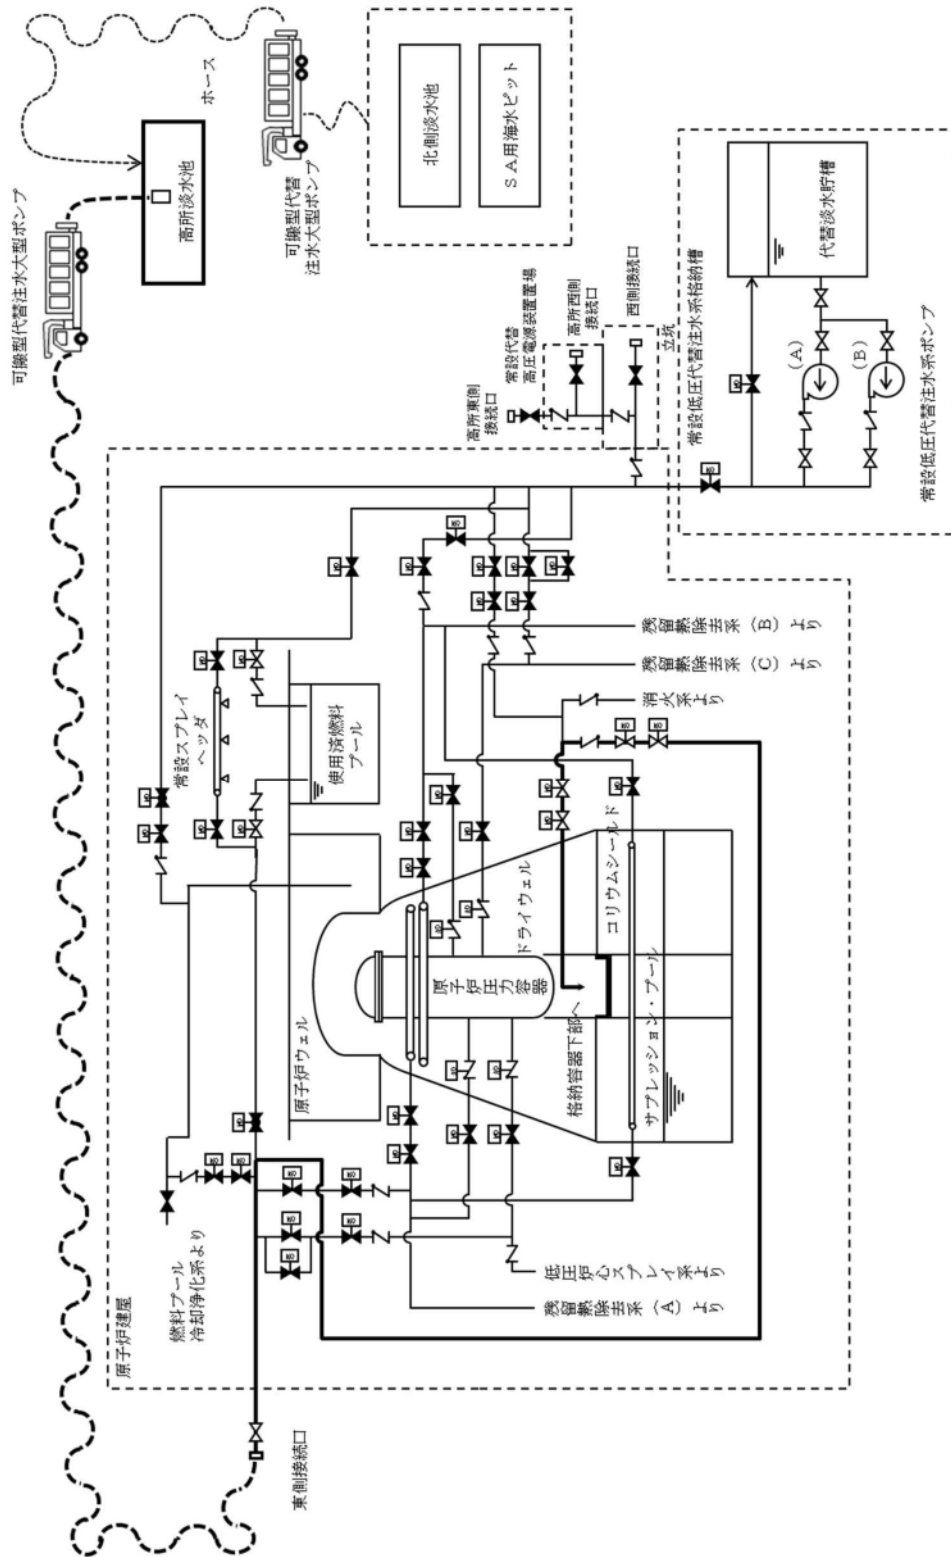 可搬型代替注水大型ポンプ
高所淡水池
ホース
可搬型代替
注水大型ポンプ
北側淡水池
SA用海水ピット
高所東側
接続口
常設代替
高圧電源装置置場
高所西側
接続口
西側接続口
立坑
常設低圧代替注水系格納槽
代替淡水貯槽
(A)
(B)
常設低圧代替注水系ポンプ
原子炉建屋
燃料プール
冷却浄化系より
東側接続口
常設スプレイ
ヘッダ
使用済燃料
プール
原子炉ウェル
ドライウェル
原子炉圧力容器
格納容器下部へ
コリウムシールド
サプレッション・プール
残留熱除去系(B)より
残留熱除去系(C)より
消火系より
低圧炉心スプレイ系より
残留熱除去系(A)より